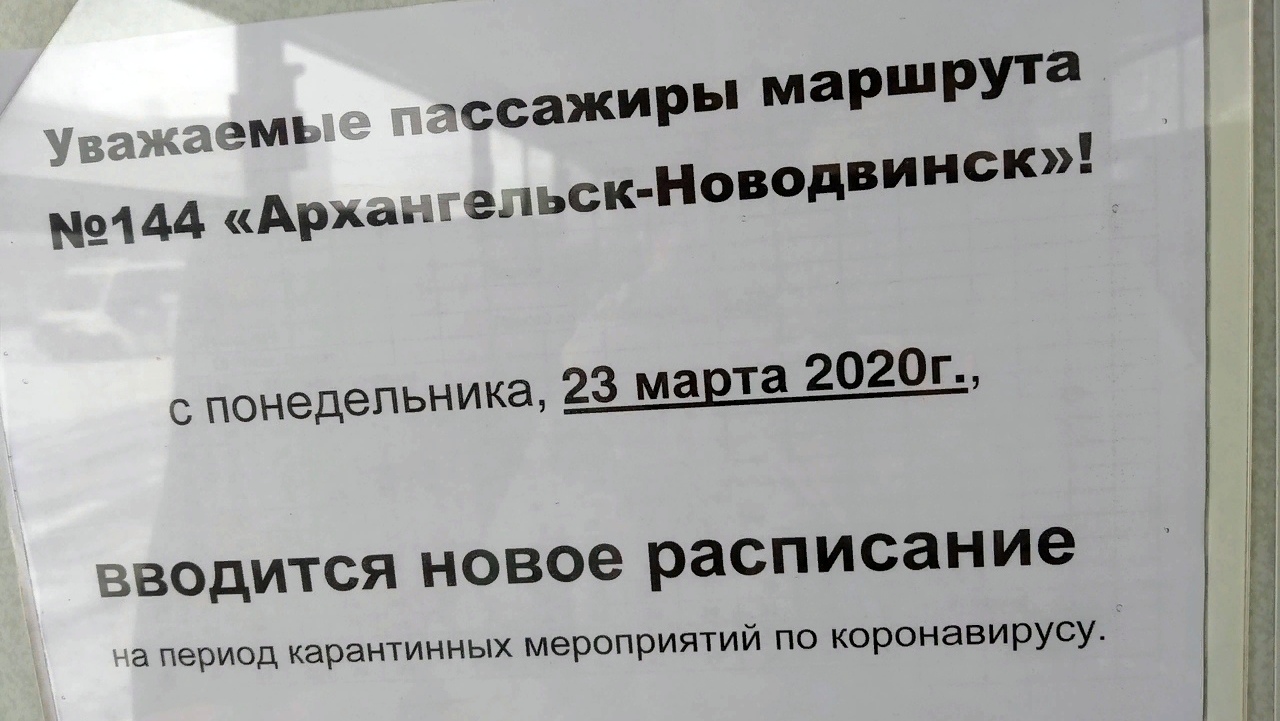 Уважаемые пассажиры маршрута
№144 «Архангельск-Новодвинск»!
с понедельника, 23 марта 2020г.,
вводится новое расписание
на период карантинных мероприятий по коронавирусу.